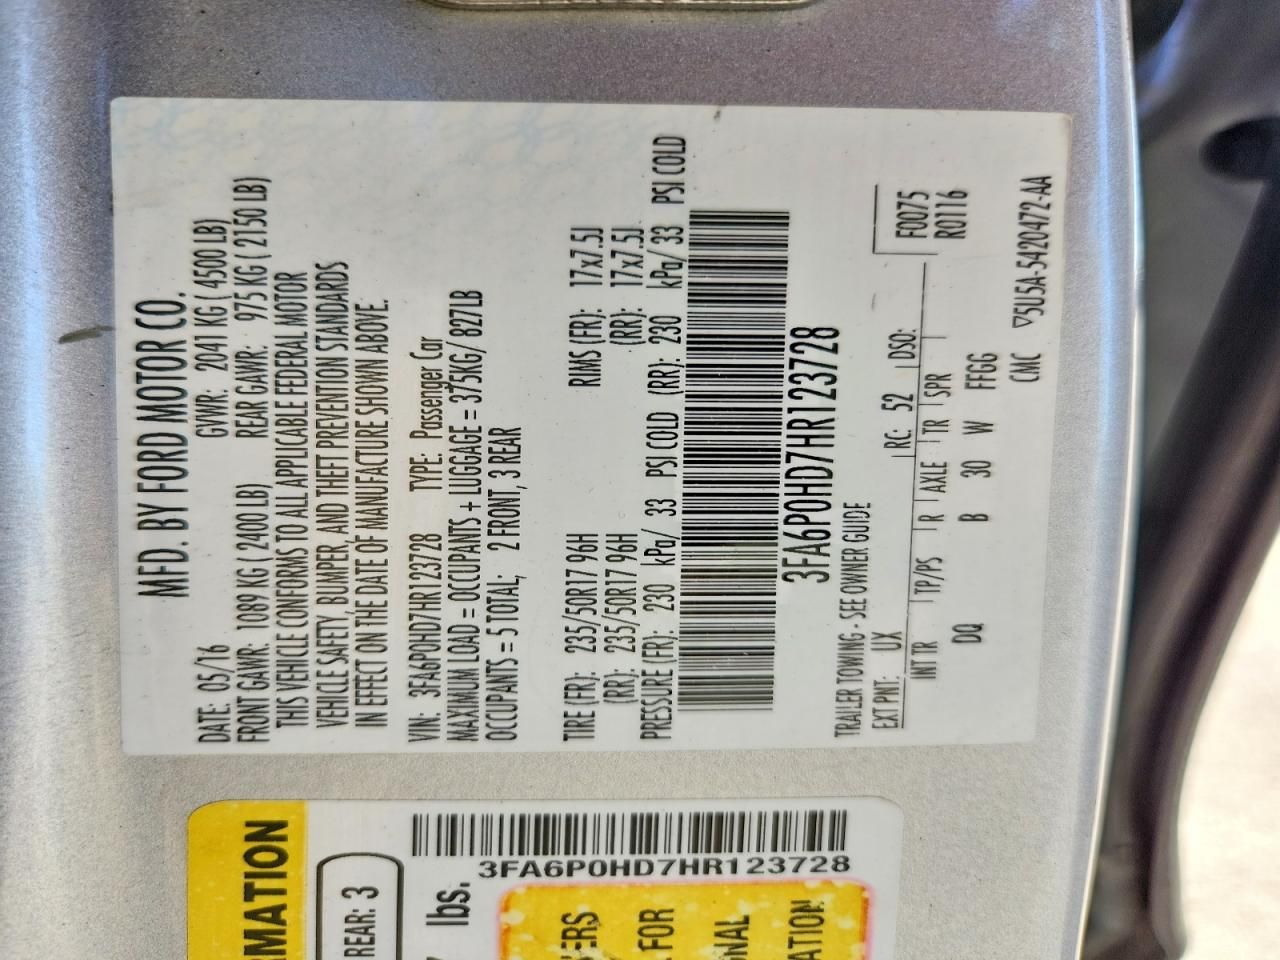 MFD. BY FORD MOTOR CO.
DATE: 05/16 GVWR: 2041 KG ( 4500 LB)
FRONT GAWR: 1089 KG ( 2400 LB) REAR GAWR: 975 KG ( 2150 LB)
THIS VEHICLE CONFORMS TO ALL APPLICABLE FEDERAL MOTOR
VEHICLE SAFETY, BUMPER AND THEFT PREVENTION STANDARDS
IN EFFECT ON THE DATE OF MANUFACTURE SHOWN ABOVE.
VIN: 3FA6P0HD7HR123728 TYPE: Passenger Car
MAXIMUM LOAD = OCCUPANTS + LUGGAGE = 375KG/ 827LB
OCCUPANTS = 5 TOTAL; 2 FRONT, 3 REAR
TIRE (FR): 235/50R17 96H RIMS (FR): 17x7.5J
(RR): 235/50R17 96H (RR): 17x7.5J
PRESSURE (FR): 230 kPa/ 33 PSI COLD (RR): 230 kPa/ 33 PSI COLD
3FA6P0HD7HR123728
TRAILER TOWING - SEE OWNER GUIDE
EXT PNT: UX RC: 52 DSO: F0075
INT TR TP/PS R AXLE TR SPR R0116
DQ B 30 W FFGG
CMC ▽5U5A-5420472-AA
RMATION
REAR: 3
lbs.
3FA6P0HD7HR123728
ERS
FOR
NAL
ATION